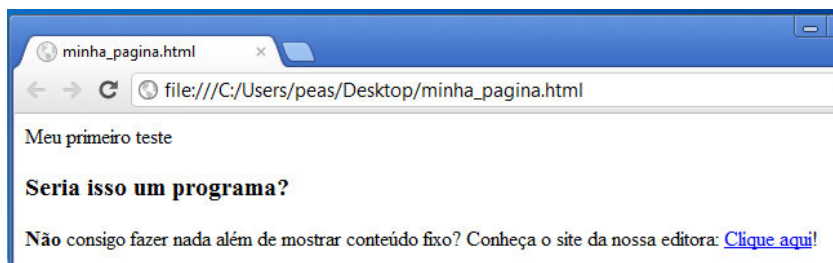 minha_pagina.html
file:///C:/Users/peas/Desktop/minha_pagina.html
Meu primeiro teste
Seria isso um programa?
Não consigo fazer nada além de mostrar conteúdo fixo? Conheça o site da nossa editora: Clique aqui!